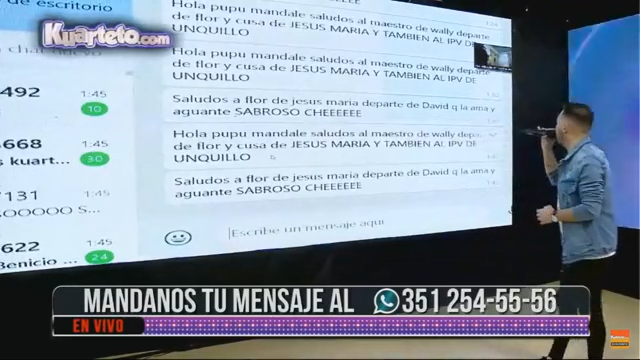 de escritorio
Kuarteto.com
492
1:45
10
668
1:45
s kuart...
30
7131
1:45
OOOOO S...
622
1:45
Benicio
24
Hola pupu mandale saludos al maestro de wally departe
de flor y cusa de JESUS MARIA Y TAMBIEN AL IPV DE
UNQUILLO
Hola pupu mandale saludos al maestro de wally departe
de flor y cusa de JESUS MARIA Y TAMBIEN AL IPV DE
UNQUILLO
Saludos a flor de jesus maria departe de David q la ama y
aguante SABROSO CHEEEEEE
Hola pupu mandale saludos al maestro de wally depa
de flor y cusa de JESUS MARIA Y TAMBIEN AL IPV DE
UNQUILLO
Saludos a flor de jesus maria departe de David q la ama y
aguante SABROSO CHEEEEEE
Escribe un mensaje aquí
MANDANOS TU MENSAJE AL 351 254-55-56
EN VIVO